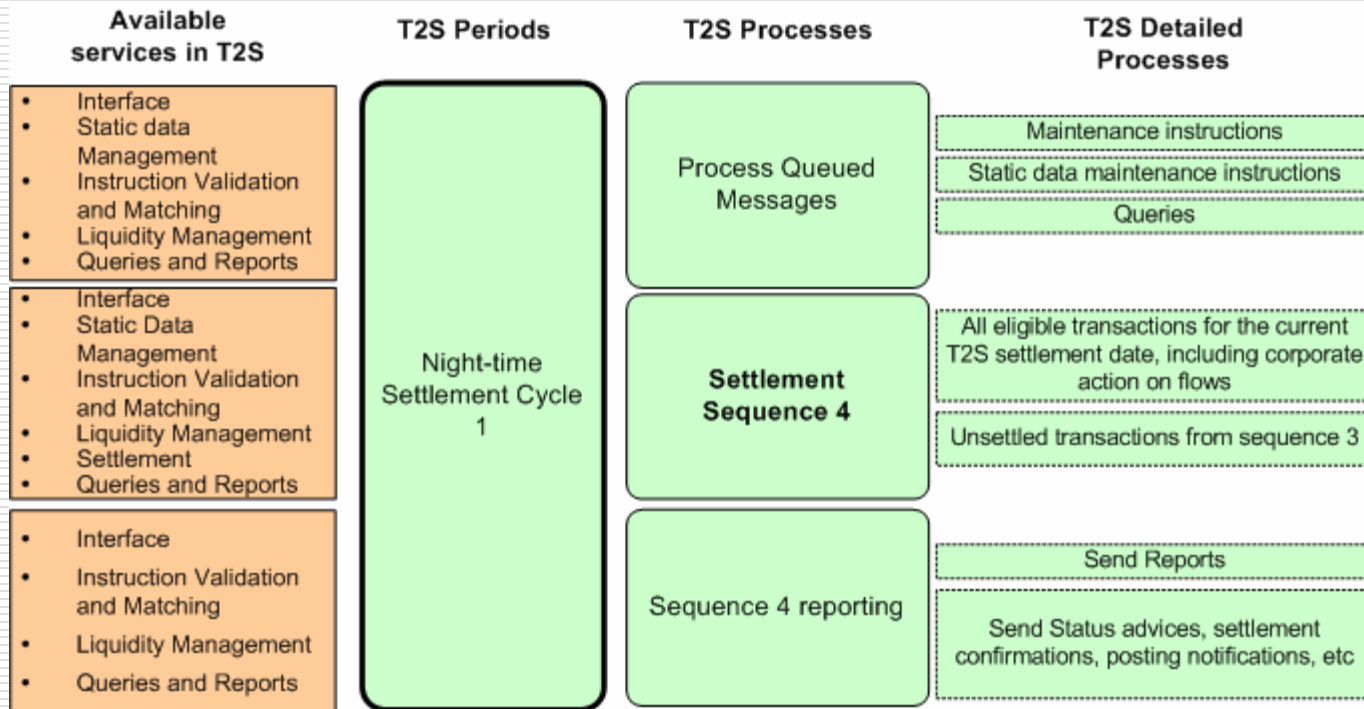 Available
services in T2S
T2S Periods
T2S Processes
T2S Detailed
Processes
• Interface
• Static data
Management
• Instruction Validation
and Matching
• Liquidity Management
• Queries and Reports
• Interface
• Static Data
Management
• Instruction Validation
and Matching
• Liquidity Management
• Settlement
• Queries and Reports
• Interface
• Instruction Validation
and Matching
• Liquidity Management
• Queries and Reports
Night-time
Settlement Cycle
1
Process Queued
Messages
Settlement
Sequence 4
Sequence 4 reporting
Maintenance instructions
Static data maintenance instructions
Queries
All eligible transactions for the current
T2S settlement date, including corporate
action on flows
Unsettled transactions from sequence 3
Send Reports
Send Status advices, settlement
confirmations, posting notifications, etc